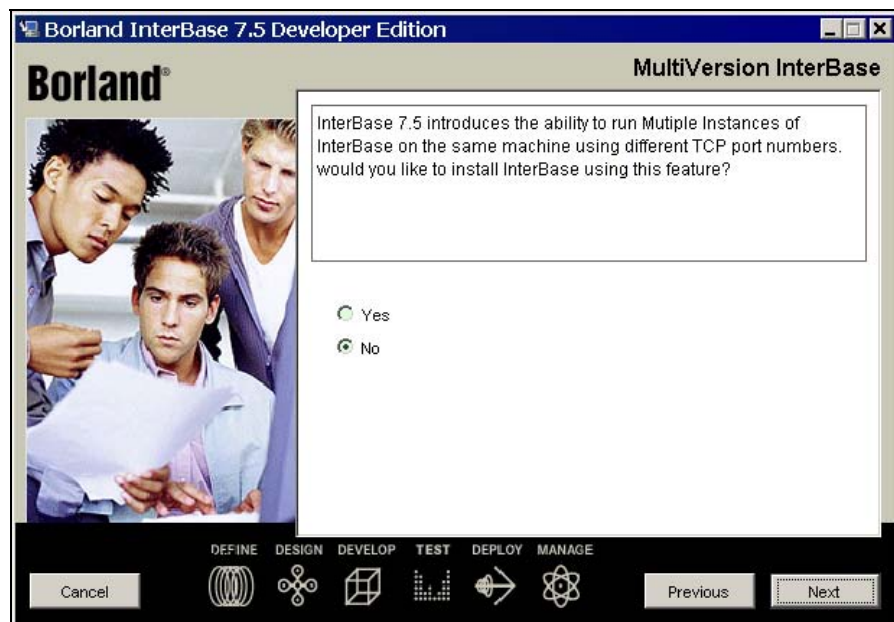 Borland InterBase 7.5 Developer Edition
Borland®
MultiVersion InterBase
InterBase 7.5 introduces the ability to run Mutiple Instances of
InterBase on the same machine using different TCP port numbers.
would you like to install InterBase using this feature?
Yes
No
DEFINE DESIGN DEVELOP TEST DEPLOY MANAGE
Cancel Previous Next